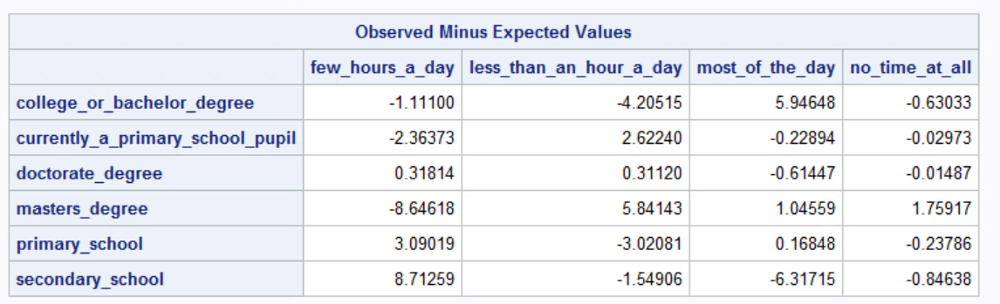 Observed Minus Expected Values
few_hours_a_day less_than_an_hour_a_day most_of_the_day no_time_at_all
college_or_bachelor_degree -1.11100 -4.20515 5.94648 -0.63033
currently_a_primary_school_pupil -2.36373 2.62240 -0.22894 -0.02973
doctorate_degree 0.31814 0.31120 -0.61447 -0.01487
masters_degree -8.64618 5.84143 1.04559 1.75917
primary_school 3.09019 -3.02081 0.16848 -0.23786
secondary_school 8.71259 -1.54906 -6.31715 -0.84638